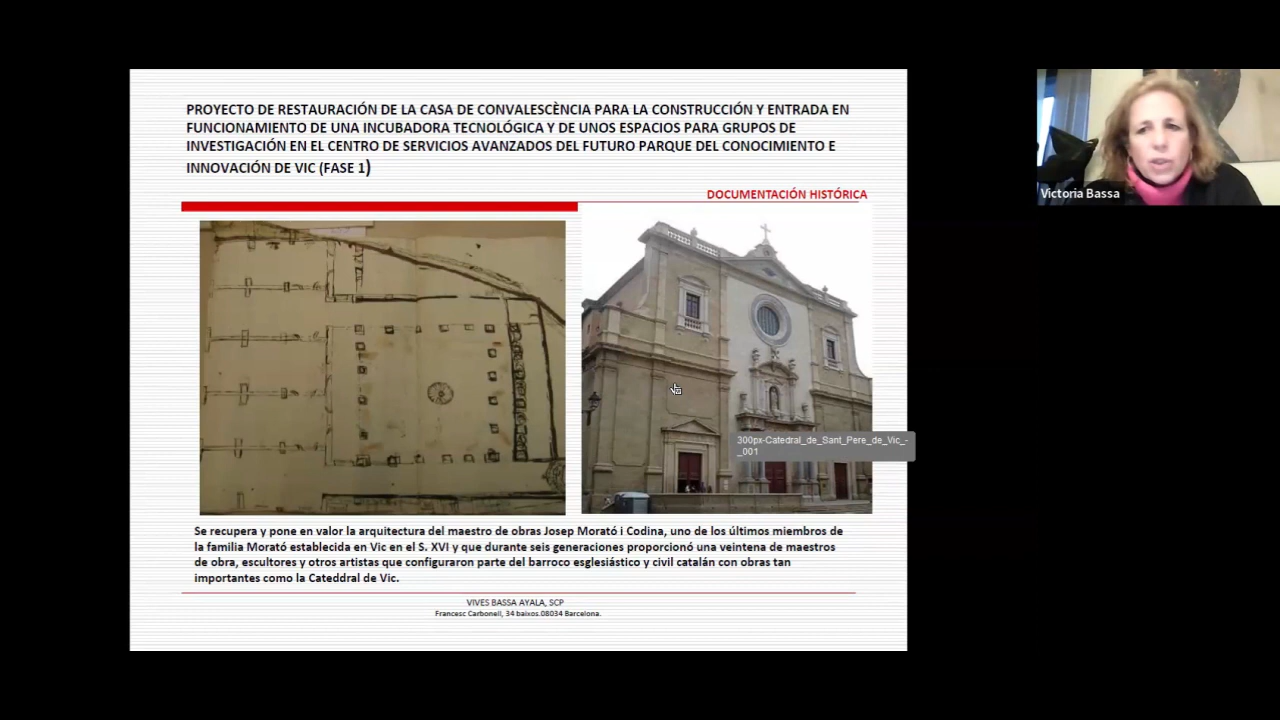 PROYECTO DE RESTAURACIÓN DE LA CASA DE CONVALESCÈNCIA PARA LA CONSTRUCCIÓN Y ENTRADA EN
FUNCIONAMIENTO DE UNA INCUBADORA TECNOLÓGICA Y DE UNOS ESPACIOS PARA GRUPOS DE
INVESTIGACIÓN EN EL CENTRO DE SERVICIOS AVANZADOS DEL FUTURO PARQUE DEL CONOCIMIENTO E
INNOVACIÓN DE VIC (FASE 1)
DOCUMENTACIÓN HISTÓRICA
300px-Catedral_de_Sant_Pere_de_Vic_-
_001
Se recupera y pone en valor la arquitectura del maestro de obras Josep Morató i Codina, uno de los últimos miembros de
la familia Morató establecida en Vic en el S. XVI y que durante seis generaciones proporcionó una veintena de maestros
de obra, escultores y otros artistas que configuraron parte del barroco esglesiástico y civil catalán con obras tan
importantes como la Cateddral de Vic.
VIVES BASSA AYALA, SCP
Francesc Carbonell, 34 baixos.08034 Barcelona.
Victoria Bassa